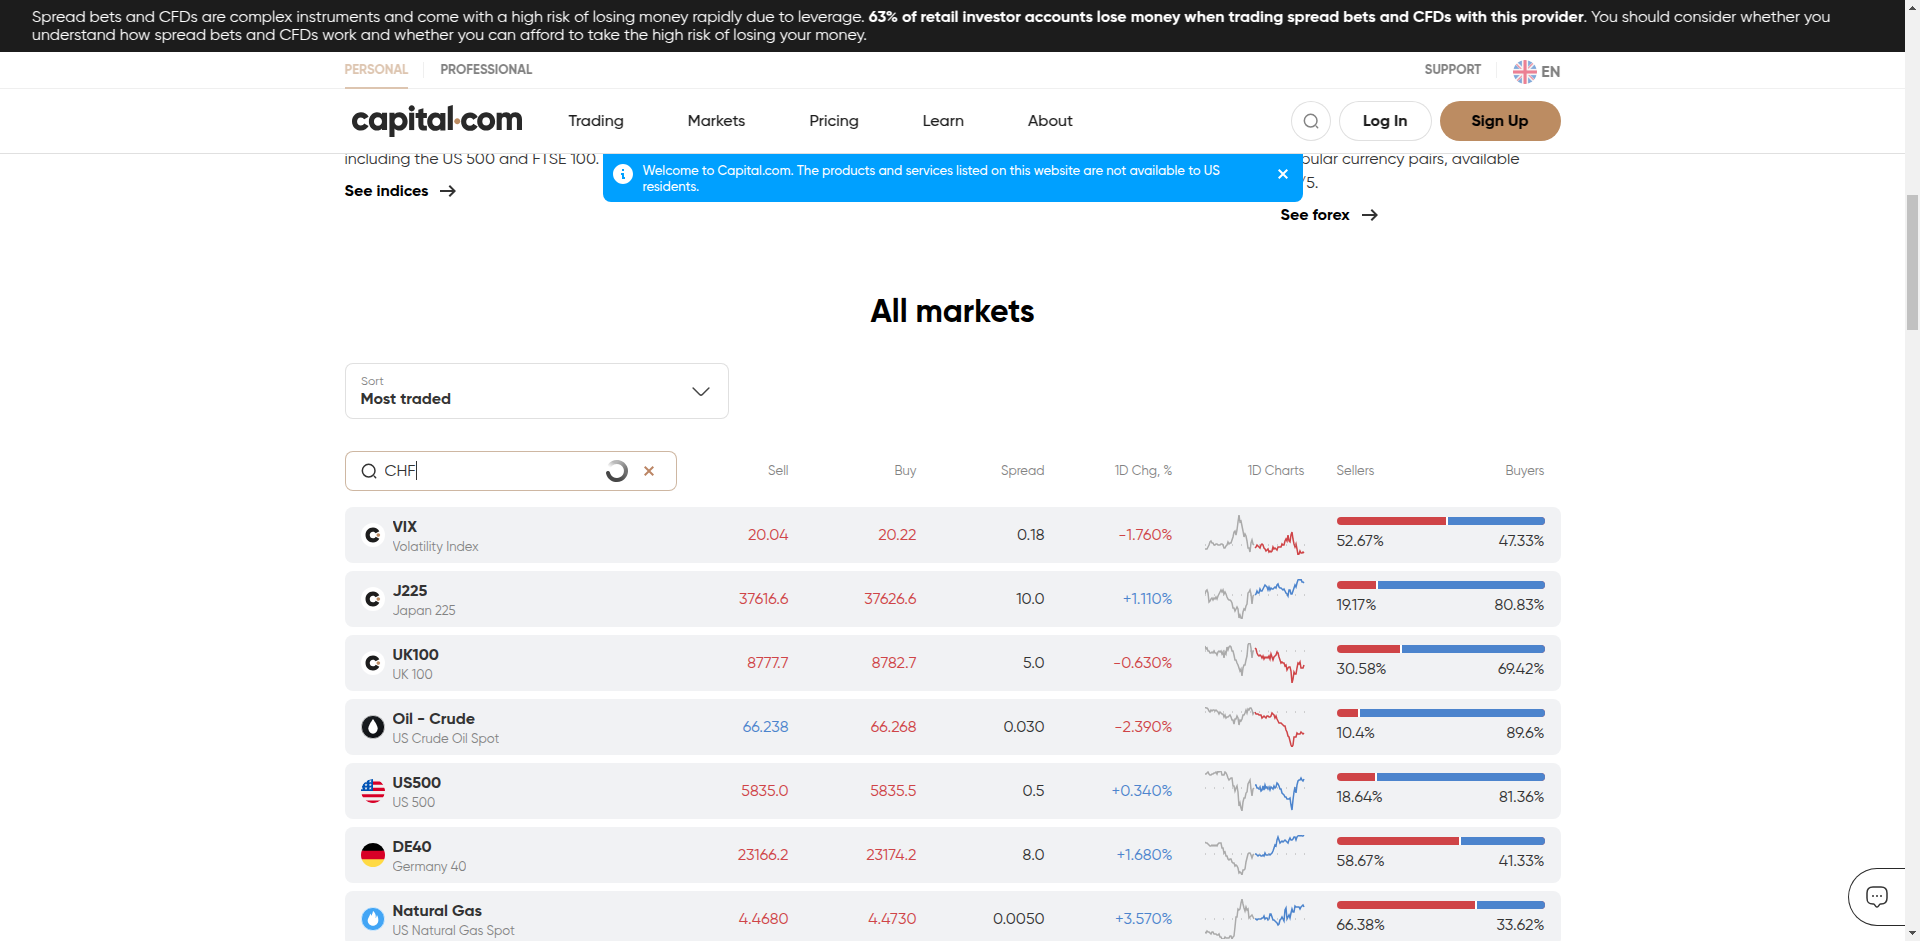 Spread bets and CFDs are complex instruments and come with a high risk of losing money rapidly due to leverage. 63% of retail investor accounts lose money when trading spread bets and CFDs with this provider. You should consider whether you
understand how spread bets and CFDs work and whether you can afford to take the high risk of losing your money.
PERSONAL PROFESSIONAL SUPPORT EN
capital.com Trading Markets Pricing Learn About Log In Sign Up
including the US 500 and FTSE 100.
pular currency pairs, available
Welcome to Capital.com. The products and services listed on this website are not available to US
residents.
/5.
See indices
See forex
All markets
Sort
Most traded
CHF Sell Buy Spread 1D Chg, % 1D Charts Sellers Buyers
VIX
Volatility Index
20.04 20.22 0.18 -1.760% 52.67% 47.33%
J225
Japan 225
37616.6 37626.6 10.0 +1.110% 19.17% 80.83%
UK100
UK 100
8777.7 8782.7 5.0 -0.630% 30.58% 69.42%
Oil - Crude
US Crude Oil Spot
66.238 66.268 0.030 -2.390% 10.4% 89.6%
US500
US 500
5835.0 5835.5 0.5 +0.340% 18.64% 81.36%
DE40
Germany 40
23166.2 23174.2 8.0 +1.680% 58.67% 41.33%
Natural Gas
US Natural Gas Spot
4.4680 4.4730 0.0050 +3.570% 66.38% 33.62%